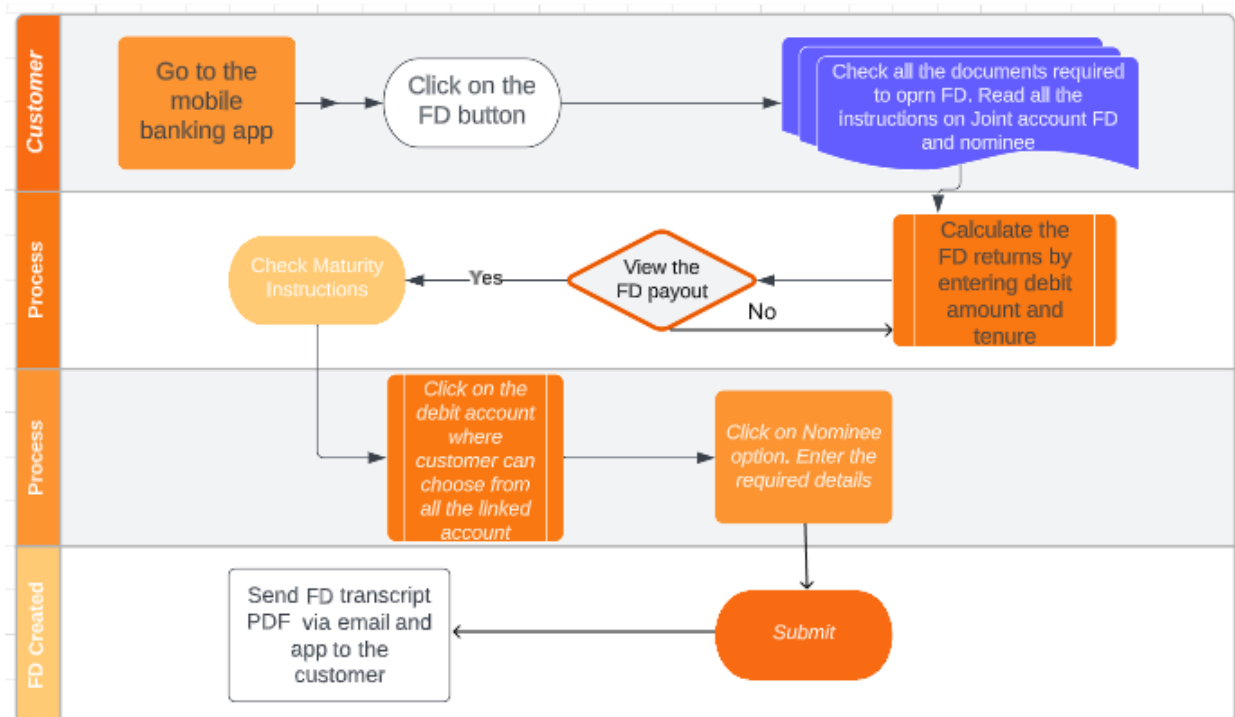 Customer
Go to the
mobile
banking app
Click on the
FD button
Check all the documents required
to oprn FD. Read all the
instructions on Joint account FD
and nominee
Process
Check Maturity
Instructions
Yes
View the
FD payout
No
Calculate the
FD returns by
entering debit
amount and
tenure
Process
Click on the
debit account
where
customer can
choose from
all the linked
account
Click on Nominee
option. Enter the
required details
FD Created
Send FD transcript
PDF via email and
app to the
customer
Submit